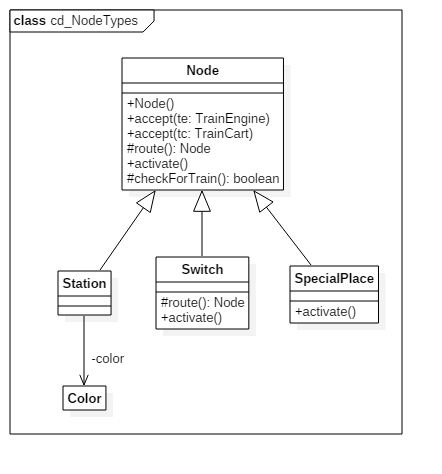 class cd_NodeTypes
Node
+Node()
+accept(te: TrainEngine)
+accept(tc: TrainCart)
#route(): Node
+activate()
#checkForTrain(): boolean
Station
Switch
#route(): Node
+activate()
SpecialPlace
+activate()
-color
Color